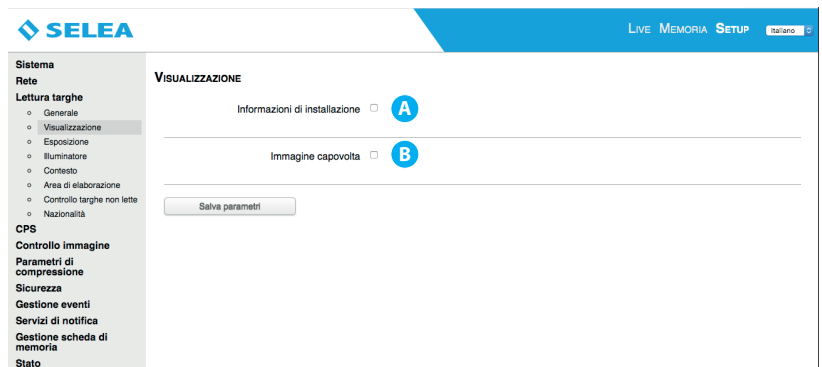 SELEA
LIVE MEMORIA SETUP Italiano
Sistema
Rete
Lettura targhe
Generale
Visualizzazione
Esposizione
Illuminatore
Contesto
Area di elaborazione
Controllo targhe non lette
Nazionalità
CPS
Controllo immagine
Parametri di
compressione
Sicurezza
Gestione eventi
Servizi di notifica
Gestione scheda di
memoria
Stato
VISUALIZZAZIONE
Informazioni di installazione A
Immagine capovolta B
Salva parametri